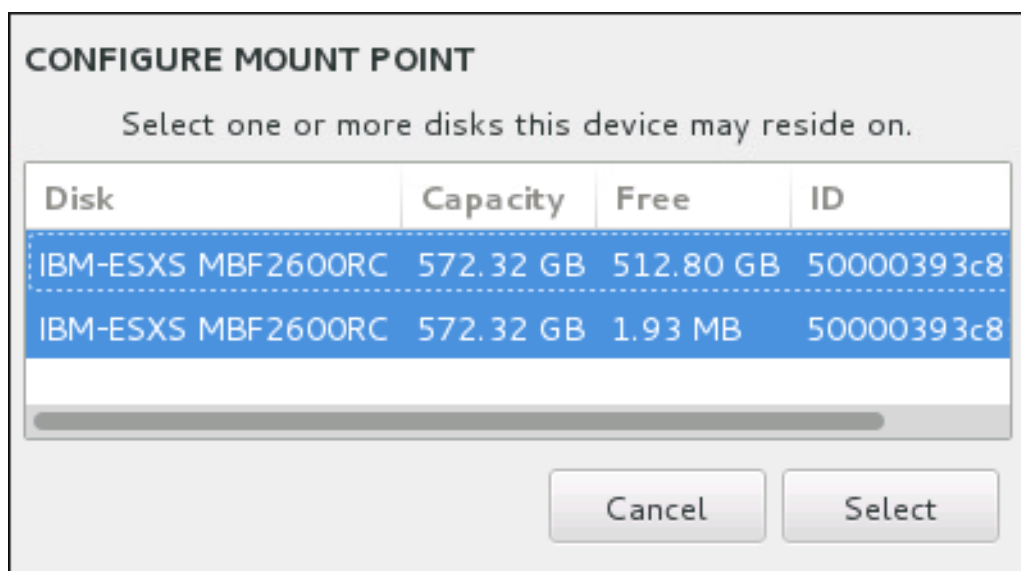 CONFIGURE MOUNT POINT
Select one or more disks this device may reside on.
Disk Capacity Free ID
IBM-ESXS MBF2600RC 572.32 GB 512.80 GB 50000393c8
IBM-ESXS MBF2600RC 572.32 GB 1.93 MB 50000393c8
Cancel Select